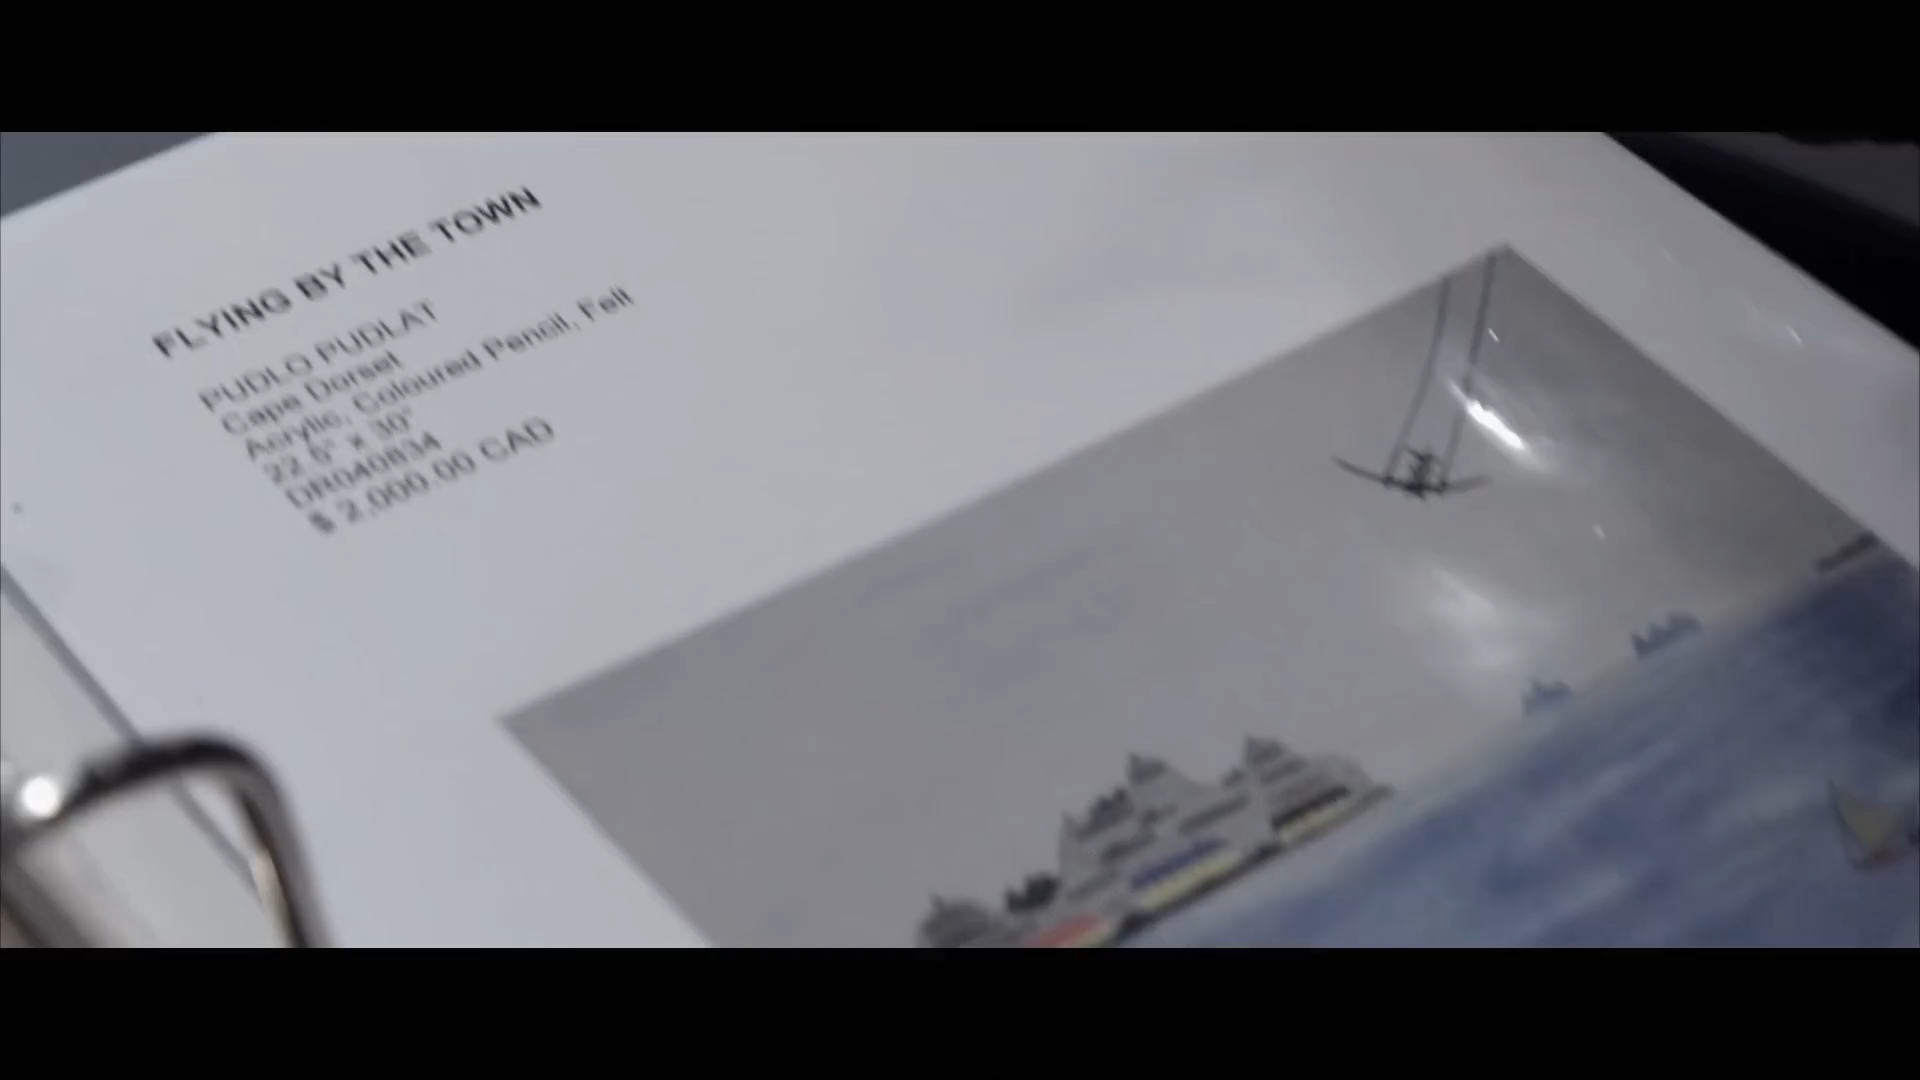 FLYING BY THE TOWN
PUDLO PUDLAT
Cape Dorset
Acrylic, Coloured Pencil, Felt
22.5" x 30"
DR040834
$ 2,000.00 CAD